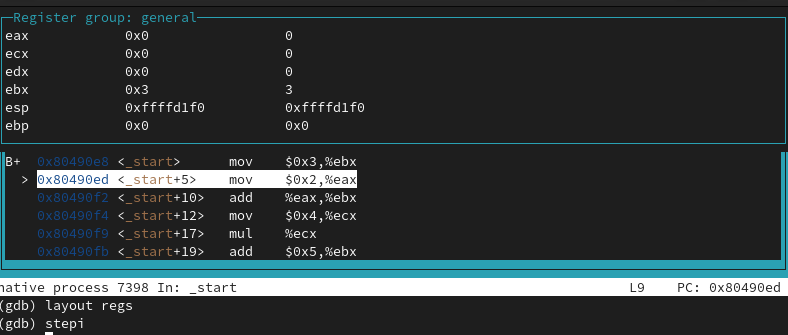 Register group: general
eax 0x0 0
ecx 0x0 0
edx 0x0 0
ebx 0x3 3
esp 0xffffd1f0 0xffffd1f0
ebp 0x0 0x0
B+ 0x80490e8 <_start> mov $0x3,%ebx
> 0x80490ed <_start+5> mov $0x2,%eax
0x80490f2 <_start+10> add %eax,%ebx
0x80490f4 <_start+12> mov $0x4,%ecx
0x80490f9 <_start+17> mul %ecx
0x80490fb <_start+19> add $0x5,%ebx
native process 7398 In: _start L9 PC: 0x80490ed
(gdb) layout regs
(gdb) stepi